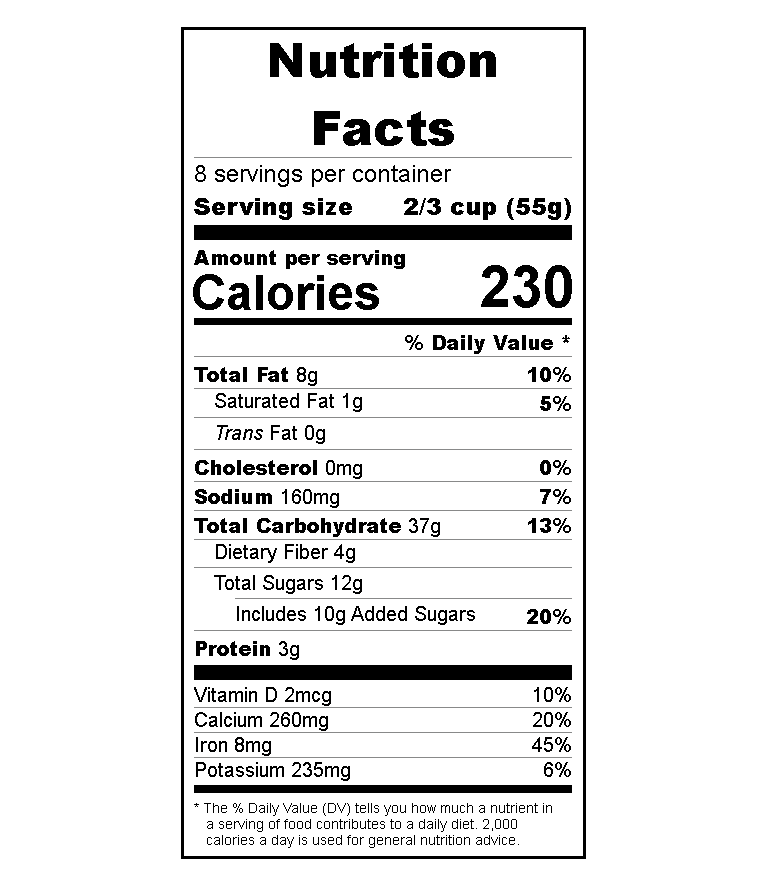 Nutrition
Facts
8 servings per container
Serving size 2/3 cup (55g)
Amount per serving
Calories 230
% Daily Value *
Total Fat 8g 10%
Saturated Fat 1g 5%
Trans Fat 0g
Cholesterol 0mg 0%
Sodium 160mg 7%
Total Carbohydrate 37g 13%
Dietary Fiber 4g
Total Sugars 12g
Includes 10g Added Sugars 20%
Protein 3g
Vitamin D 2mcg 10%
Calcium 260mg 20%
Iron 8mg 45%
Potassium 235mg 6%
* The % Daily Value (DV) tells you how much a nutrient in
a serving of food contributes to a daily diet. 2,000
calories a day is used for general nutrition advice.